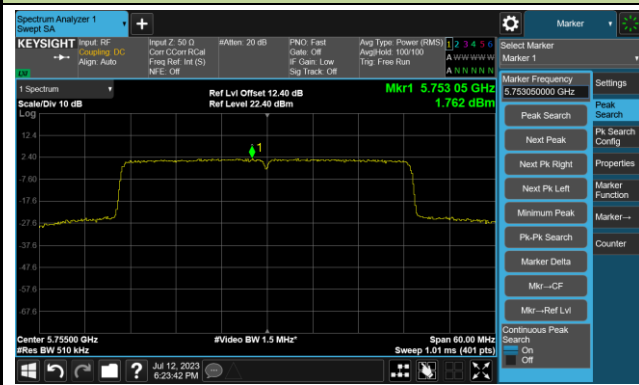 Spectrum Analyzer 1
Swept SA
+
Marker
KEYSIGHT
Input: RF
Coupling: DC
Align: Auto
Input Z: 50 Ω
Corr CCorr RCal
Freq Ref: Int (S)
NFE: Off
#Atten: 20 dB
PNO: Fast
Gate: Off
IF Gain: Low
Sig Track: Off
Avg Type: Power (RMS)
Avg|Hold: 100/100
Trig: Free Run
1 2 3 4 5 6
A W W W W W
A N N N N N
Select Marker
Marker 1
1 Spectrum
Scale/Div 10 dB
Log
Ref Lvl Offset 12.40 dB
Ref Level 22.40 dBm
Mkr1 5.753 05 GHz
1.762 dBm
1
12.4
2.40
-7.60
-17.6
-27.6
-37.6
-47.6
-57.6
-67.6
Center 5.75500 GHz
#Res BW 510 kHz
#Video BW 1.5 MHz*
Span 60.00 MHz
Sweep 1.01 ms (401 pts)
Marker Frequency
5.753050000 GHz
Peak Search
Next Peak
Next Pk Right
Next Pk Left
Minimum Peak
Pk-Pk Search
Marker Delta
Mkr→CF
Mkr→Ref Lvl
Continuous Peak
Search
On
Off
Settings
Peak
Search
Pk Search
Config
Properties
Marker
Function
Marker→
Counter
?
Jul 12, 2023
6:23:42 PM